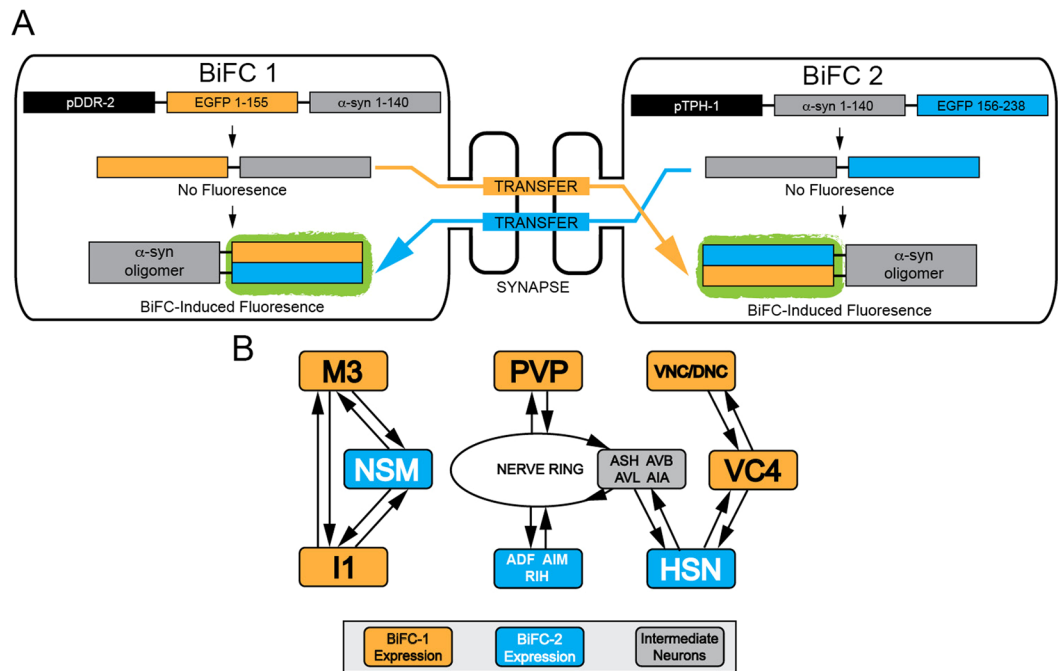 A
BiFC 1
pDDR-2
EGFP 1-155
α-syn 1-140
No Fluoresence
α-syn
oligomer
BiFC-Induced Fluoresence
TRANSFER
TRANSFER
SYNAPSE
BiFC 2
pTPH-1
α-syn 1-140
EGFP 156-238
No Fluoresence
α-syn
oligomer
BiFC-Induced Fluoresence
B
M3
NSM
I1
PVP
NERVE RING
ASH AVB
AVL AIA
ADF AIM
RIH
VNC/DNC
VC4
HSN
BiFC-1
Expression
BiFC-2
Expression
Intermediate
Neurons